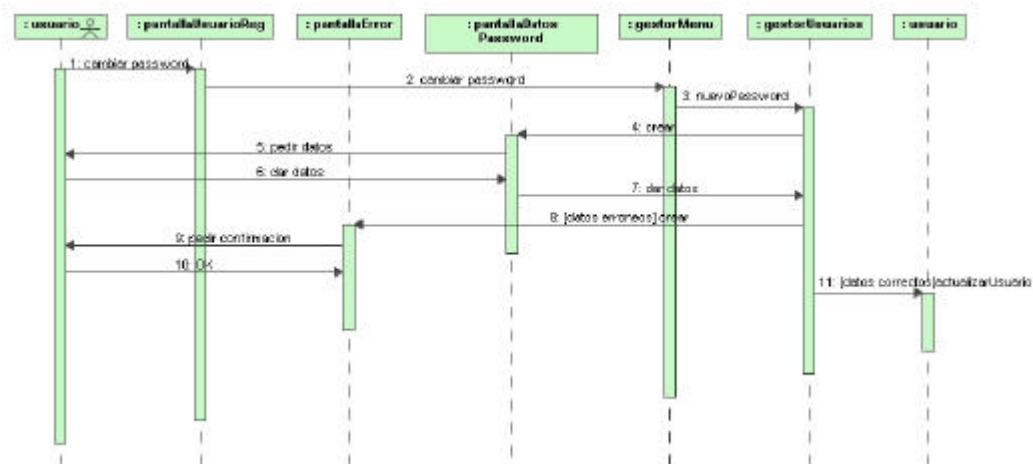 : usuario
: pantallaUsuarioReg
: pantallaError
: pantallaDatos
Password
: gestorMenu
: gestorUsuarios
: usuario
1: cambiar password
2: cambiar password
3: nuevoPassword
4: crear
5: pedir datos
6: dar datos
7: dar datos
8: [datos erroneos] crear
9: pedir confirmacion
10: OK
11: [datos correctos]actualizarUsuario